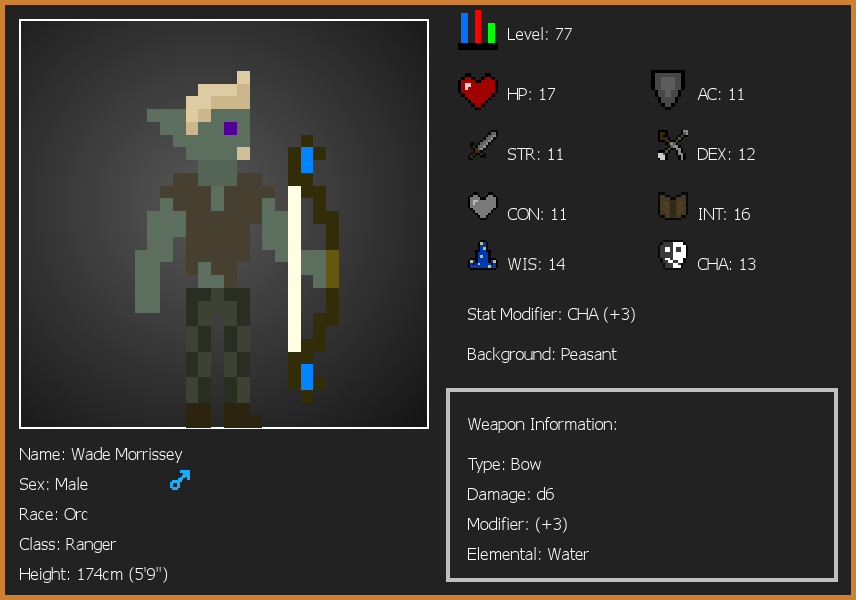 Level: 77
HP: 17
AC: 11
STR: 11
DEX: 12
CON: 11
INT: 16
WIS: 14
CHA: 13
Stat Modifier: CHA (+3)
Background: Peasant
Weapon Information:
Type: Bow
Damage: d6
Modifier: (+3)
Elemental: Water
Name: Wade Morrissey
Sex: Male
Race: Orc
Class: Ranger
Height: 174cm (5'9")